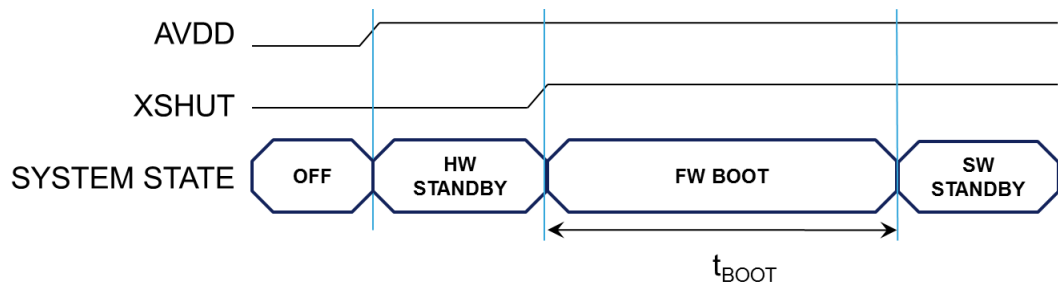 AVDD
XSHUT
SYSTEM STATE
OFF
HW
STANDBY
FW BOOT
SW
STANDBY
tBOOT